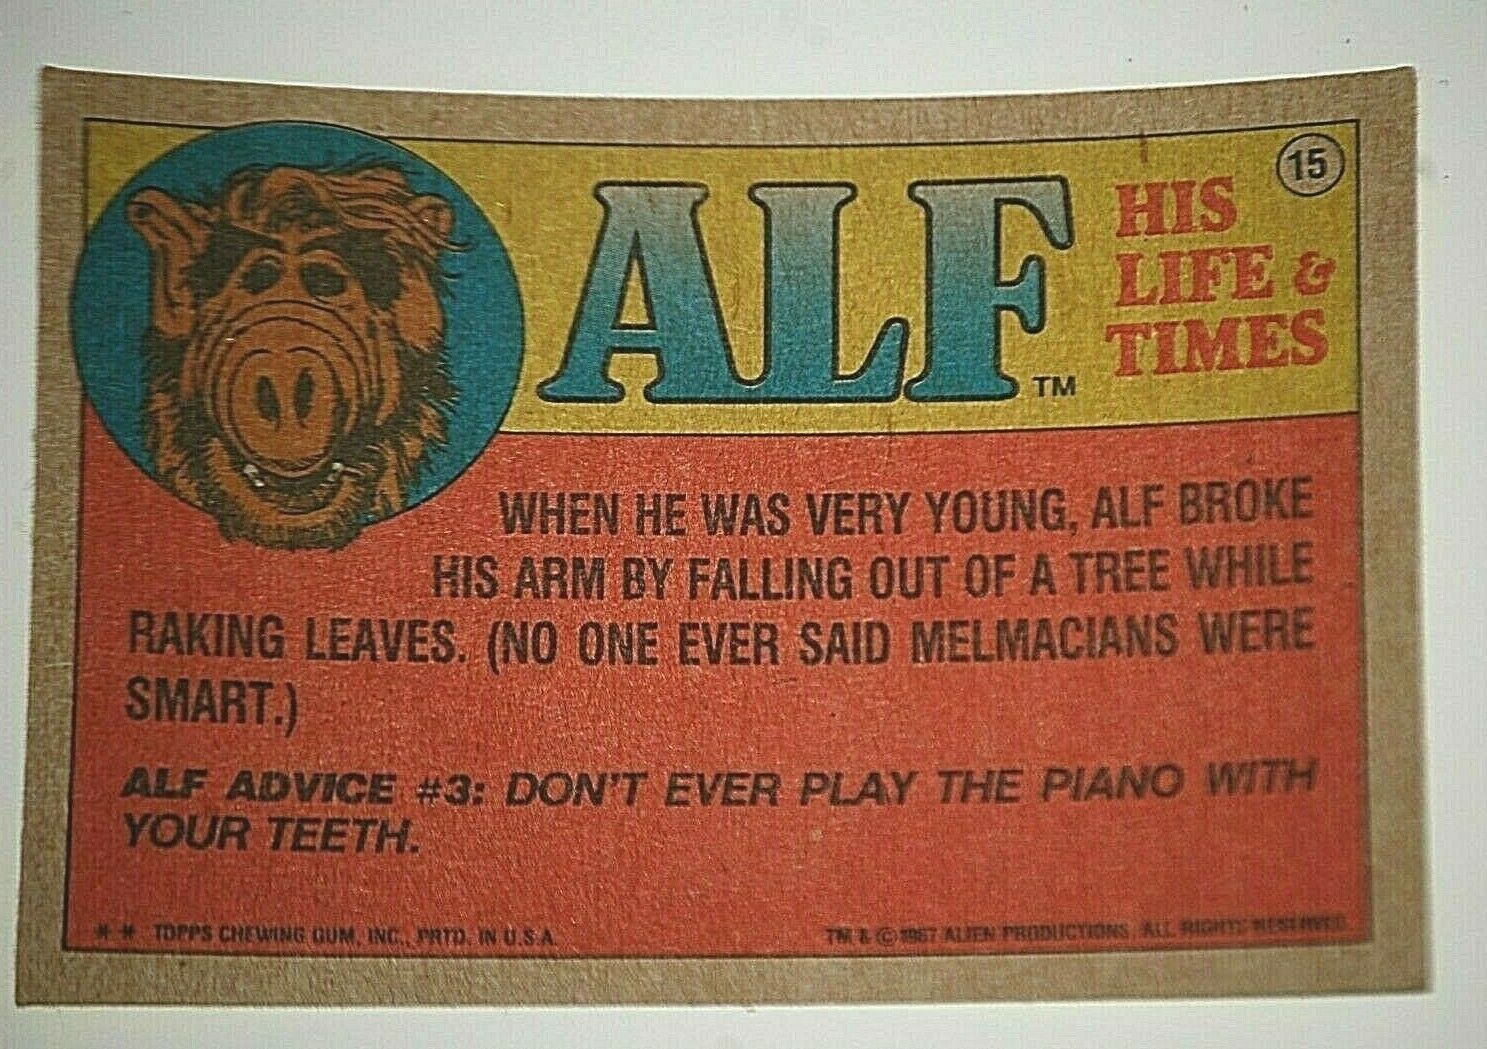 15
ALF™
HIS
LIFE &
TIMES
WHEN HE WAS VERY YOUNG, ALF BROKE
HIS ARM BY FALLING OUT OF A TREE WHILE
RAKING LEAVES. (NO ONE EVER SAID MELMACIANS WERE
SMART.)
ALF ADVICE #3: DON'T EVER PLAY THE PIANO WITH
YOUR TEETH.
* * TOPPS CHEWING GUM, INC., PRTD. IN U.S.A.
TM & © 1987 ALIEN PRODUCTIONS. ALL RIGHTS RESERVED.